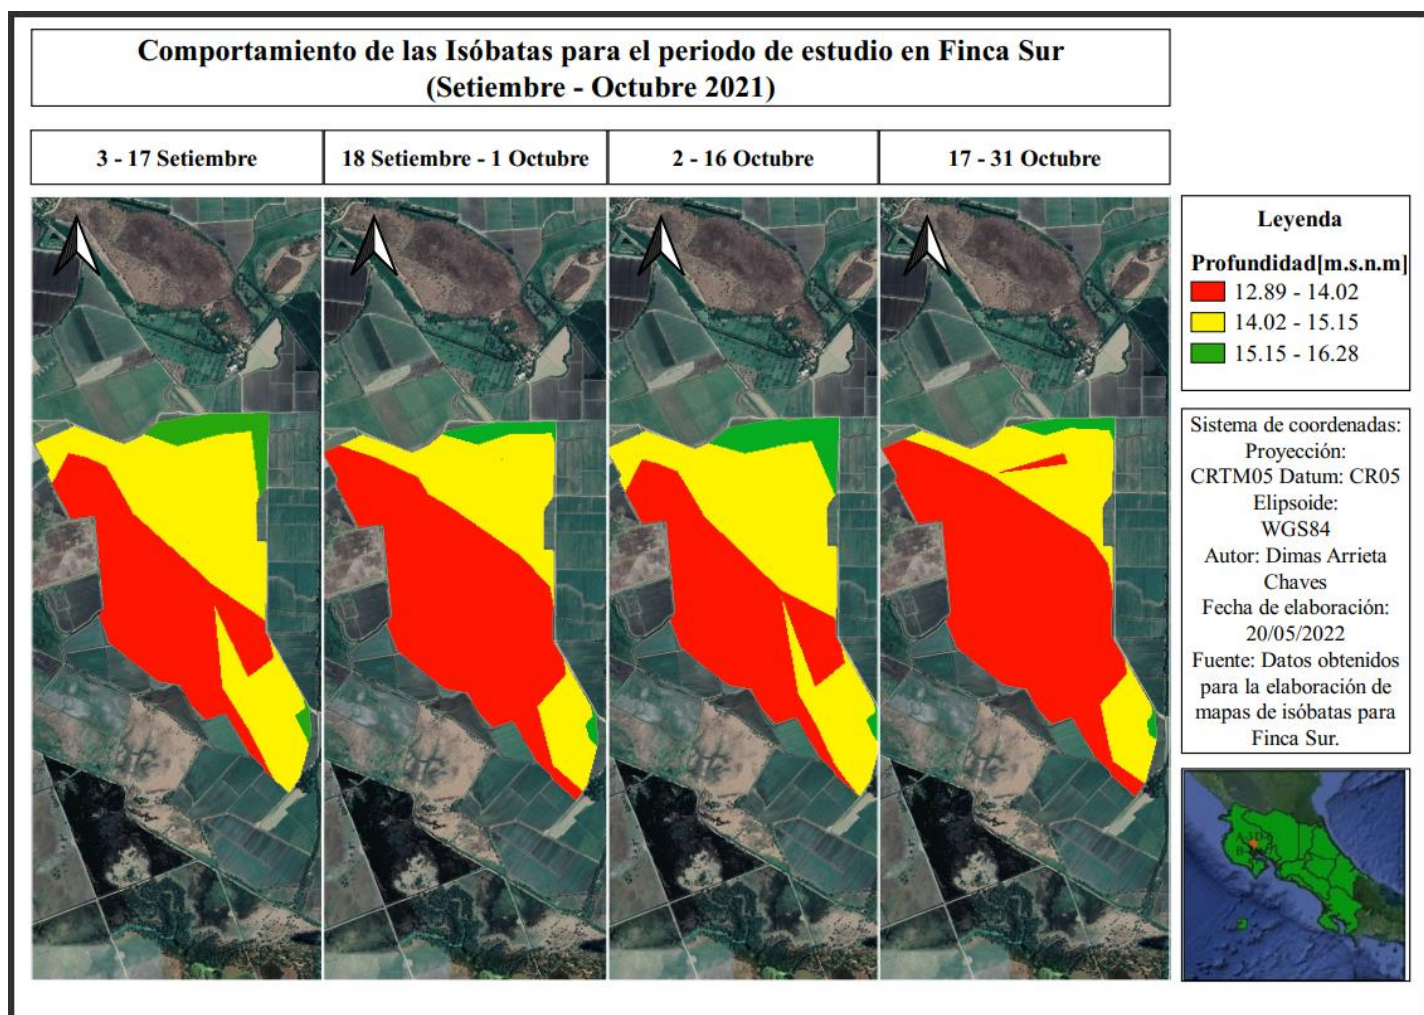 Comportamiento de las Isóbatas para el periodo de estudio en Finca Sur
(Setiembre - Octubre 2021)
3 - 17 Setiembre
18 Setiembre - 1 Octubre
2 - 16 Octubre
17 - 31 Octubre
Leyenda
Profundidad[m.s.n.m]
12.89 - 14.02
14.02 - 15.15
15.15 - 16.28
Sistema de coordenadas:
Proyección:
CRTM05 Datum: CR05
Elipsoide:
WGS84
Autor: Dimas Arrieta
Chaves
Fecha de elaboración:
20/05/2022
Fuente: Datos obtenidos
para la elaboración de
mapas de isóbatas para
Finca Sur.